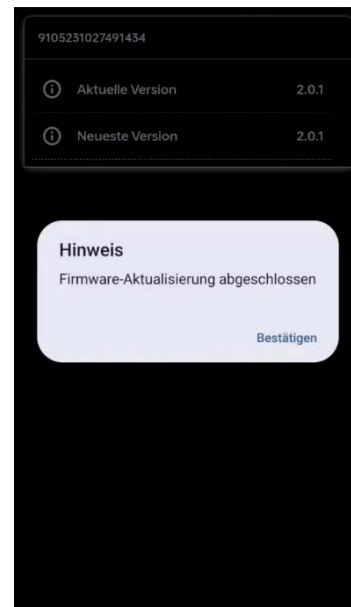 9105231027491434
Aktuelle Version 2.0.1
Neueste Version 2.0.1
Hinweis
Firmware-Aktualisierung abgeschlossen
Bestätigen